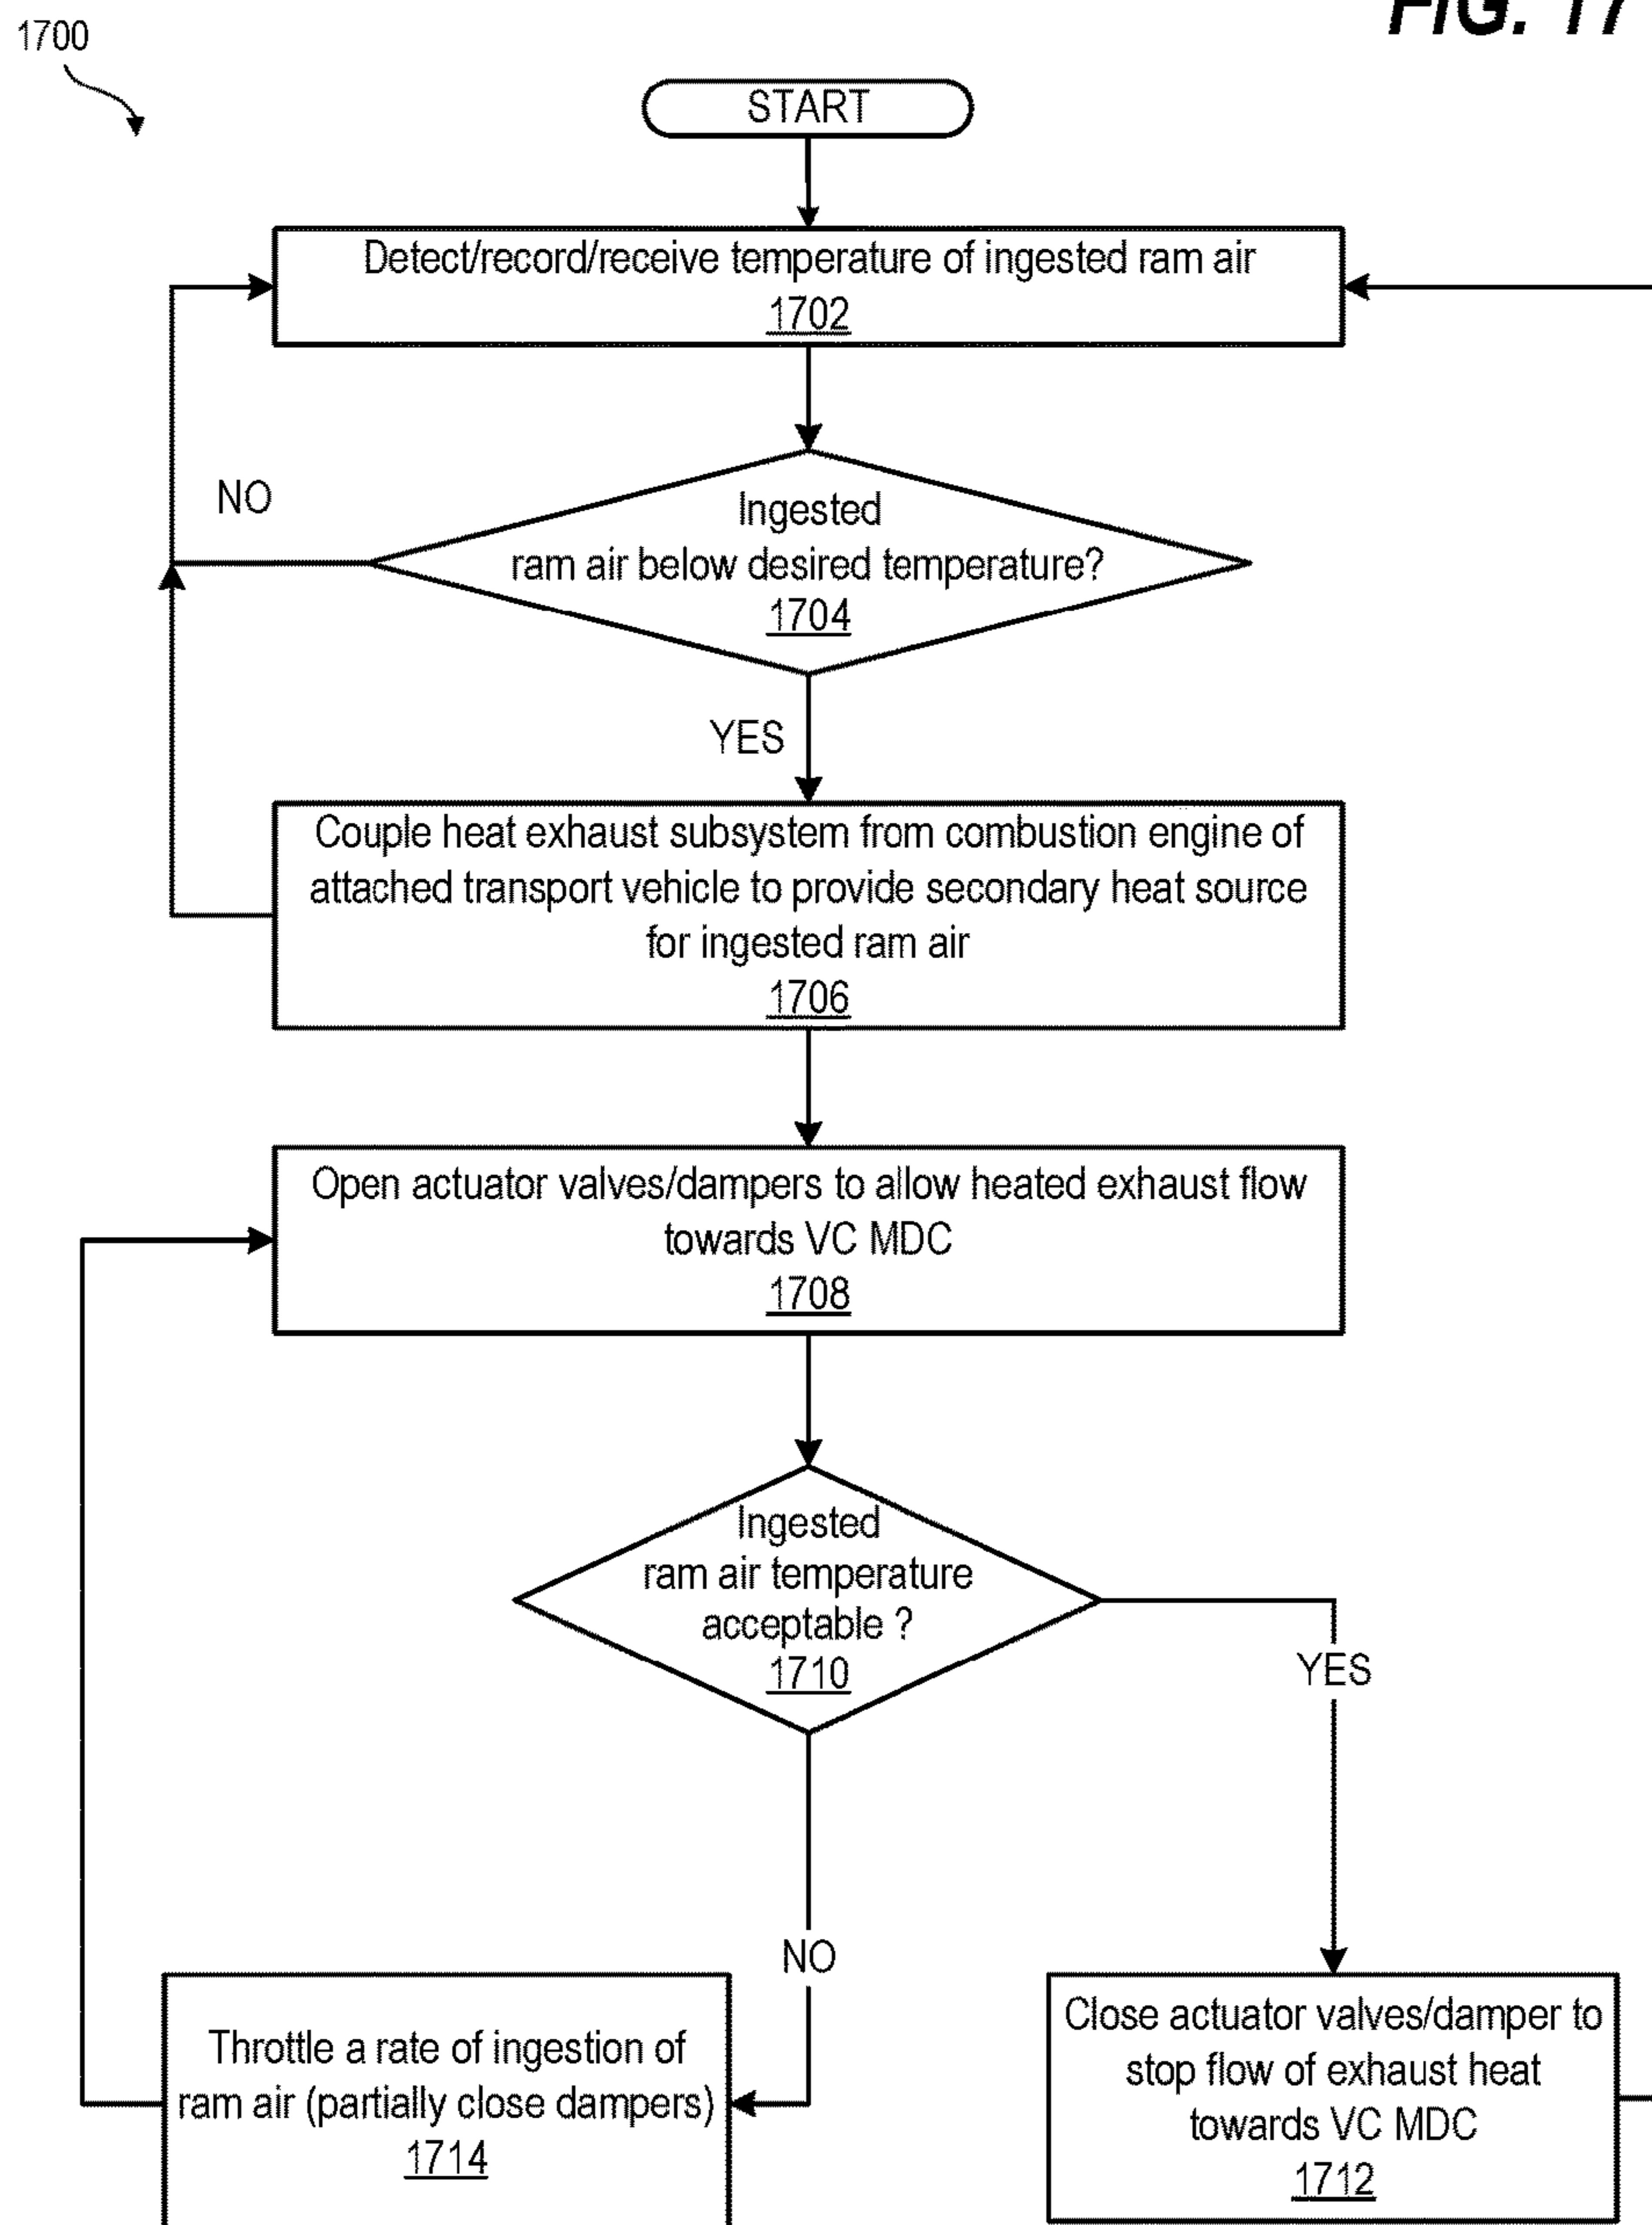 FIG. 17
1700
START
Detect/record/receive temperature of ingested ram air
1702
NO
Ingested
ram air below desired temperature?
1704
YES
Couple heat exhaust subsystem from combustion engine of
attached transport vehicle to provide secondary heat source
for ingested ram air
1706
Open actuator valves/dampers to allow heated exhaust flow
towards VC MDC
1708
Ingested
ram air temperature
acceptable ?
1710
YES
NO
Throttle a rate of ingestion of
ram air (partially close dampers)
1714
Close actuator valves/damper to
stop flow of exhaust heat
towards VC MDC
1712